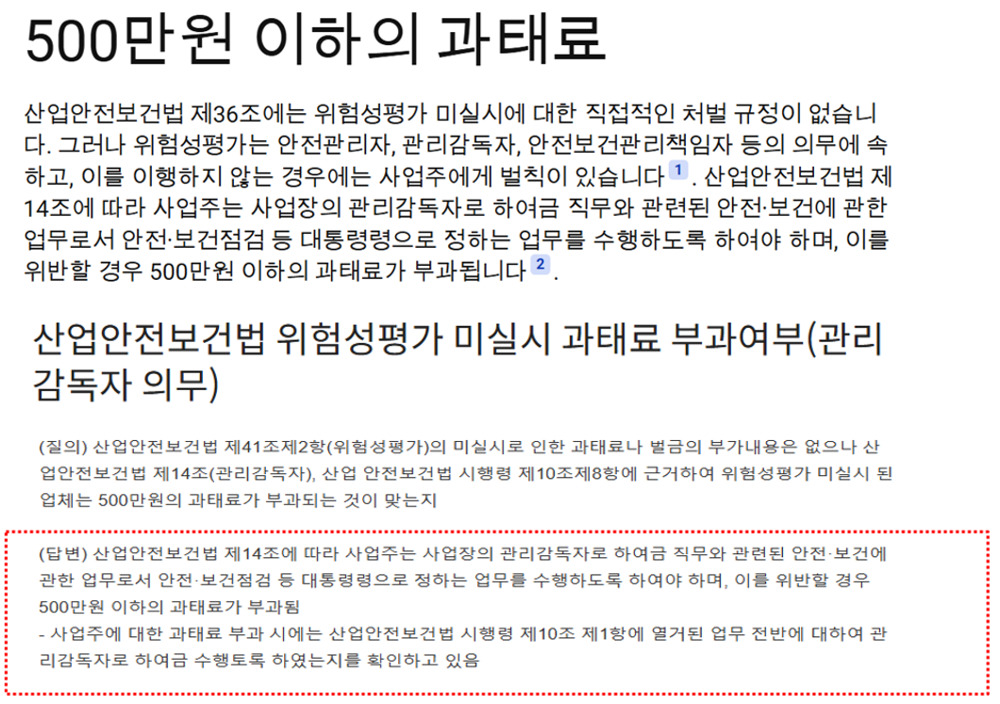 500만원 이하의 과태료
산업안전보건법 제36조에는 위험성평가 미실시에 대한 직접적인 처벌 규정이 없습니
다. 그러나 위험성평가는 안전관리자, 관리감독자, 안전보건관리책임자 등의 의무에 속
하고, 이를 이행하지 않는 경우에는 사업주에게 벌칙이 있습니다 1 . 산업안전보건법 제
14조에 따라 사업주는 사업장의 관리감독자로 하여금 직무와 관련된 안전·보건에 관한
업무로서 안전·보건점검 등 대통령령으로 정하는 업무를 수행하도록 하여야 하며, 이를
위반할 경우 500만원 이하의 과태료가 부과됩니다 2 .
산업안전보건법 위험성평가 미실시 과태료 부과여부(관리
감독자 의무)
(질의) 산업안전보건법 제41조제2항(위험성평가)의 미실시로 인한 과태료나 벌금의 부가내용은 없으나 산
업안전보건법 제14조(관리감독자), 산업 안전보건법 시행령 제10조제8항에 근거하여 위험성평가 미실시 된
업체는 500만원의 과태료가 부과되는 것이 맞는지
(답변) 산업안전보건법 제14조에 따라 사업주는 사업장의 관리감독자로 하여금 직무와 관련된 안전·보건에
관한 업무로서 안전·보건점검 등 대통령령으로 정하는 업무를 수행하도록 하여야 하며, 이를 위반할 경우
500만원 이하의 과태료가 부과됨
- 사업주에 대한 과태료 부과 시에는 산업안전보건법 시행령 제10조 제1항에 열거된 업무 전반에 대하여 관
리감독자로 하여금 수행토록 하였는지를 확인하고 있음